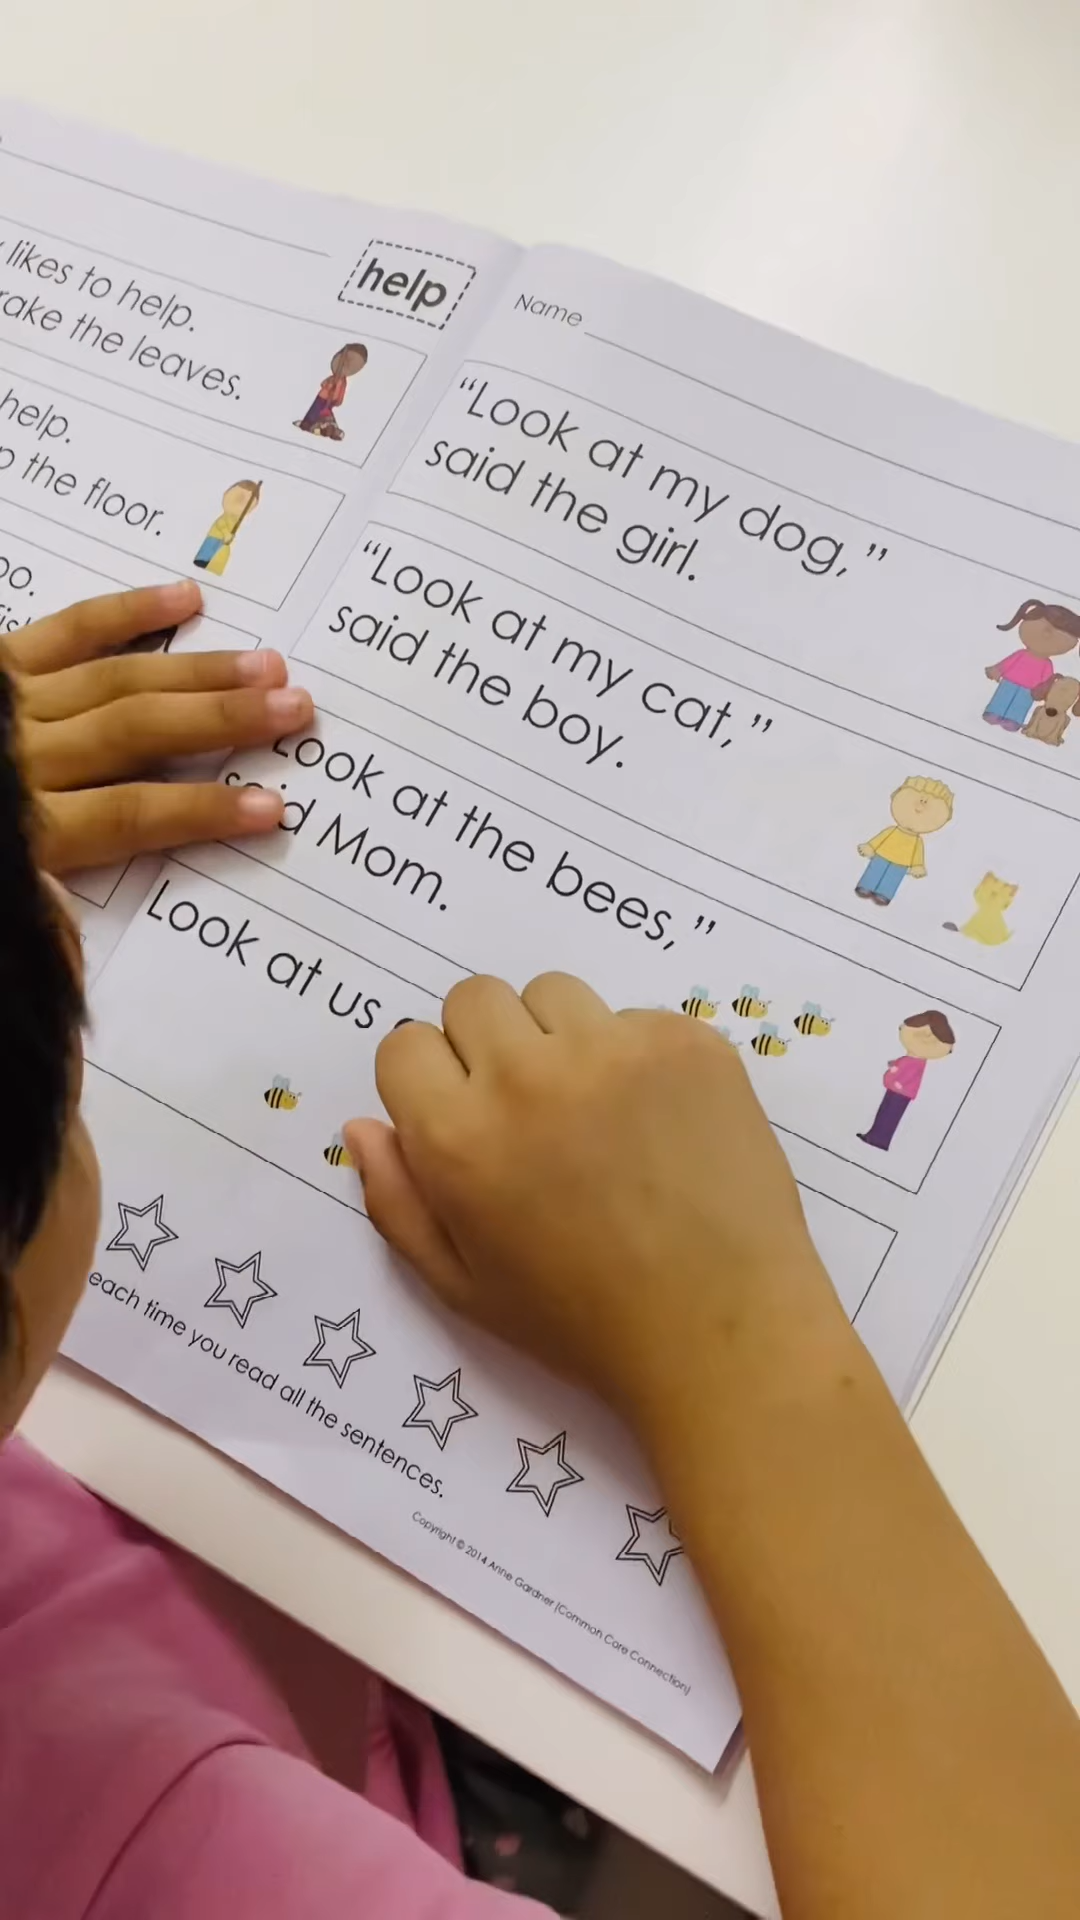 likes to help.
rake the leaves.
help.
the floor.
help
Name
“Look at my dog,”
said the girl.
“Look at my cat,”
said the boy.
Look at the bees,”
said Mom.
Look at us
each time you read all the sentences.
Copyright © 2014 Anne Gardner (Common Core Connection)